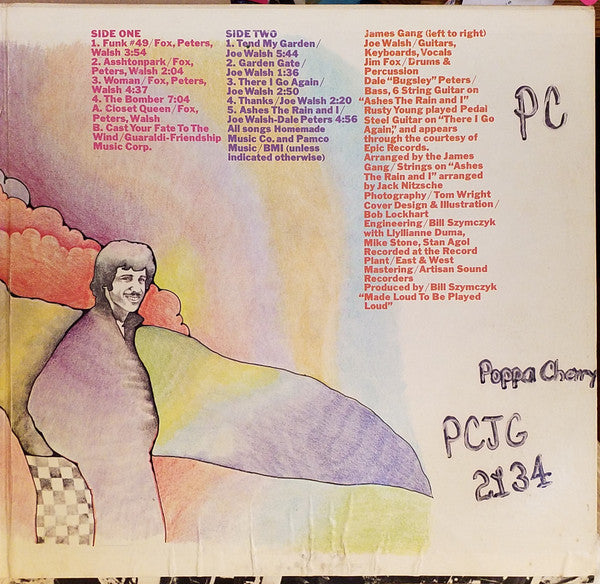 SIDE ONE
1. Funk #49/Fox, Peters,
Walsh 3:54
2. Asshtonpark/Fox,
Peters, Walsh 2:04
3. Woman/Fox, Peters,
Walsh 4:37
4. The Bomber 7:04
A. Closet Queen/Fox,
Peters, Walsh
B. Cast Your Fate To The
Wind/Guaraldi-Friendship
Music Corp.
SIDE TWO
1. Tend My Garden/
Joe Walsh 5:44
2. Garden Gate/
Joe Walsh 1:36
3. There I Go Again/
Joe Walsh 2:50
4. Thanks/Joe Walsh 2:20
5. Ashes The Rain and I/
Joe Walsh-Dale Peters 4:56
All songs Homemade
Music Co. and Pamco
Music/BMI (unless
indicated otherwise)
James Gang (left to right)
Joe Walsh/Guitars,
Keyboards, Vocals
Jim Fox/Drums &
Percussion
Dale "Bugsley" Peters/
Bass, 6 String Guitar on
"Ashes The Rain and I"
Rusty Young played Pedal
Steel Guitar on "There I Go
Again," and appears
through the courtesy of
Epic Records.
Arranged by the James
Gang/Strings on "Ashes
The Rain and I" arranged
by Jack Nitzsche
Photography/Tom Wright
Cover Design & Illustration/
Bob Lockhart
Engineering/Bill Szymczyk
with Llyllianne Duma,
Mike Stone, Stan Agol
Recorded at the Record
Plant/East & West
Mastering/Artisan Sound
Recorders
Produced by/Bill Szymczyk
"Made Loud To Be Played
Loud"
PC
Poppa Cherry
PCJG
2134